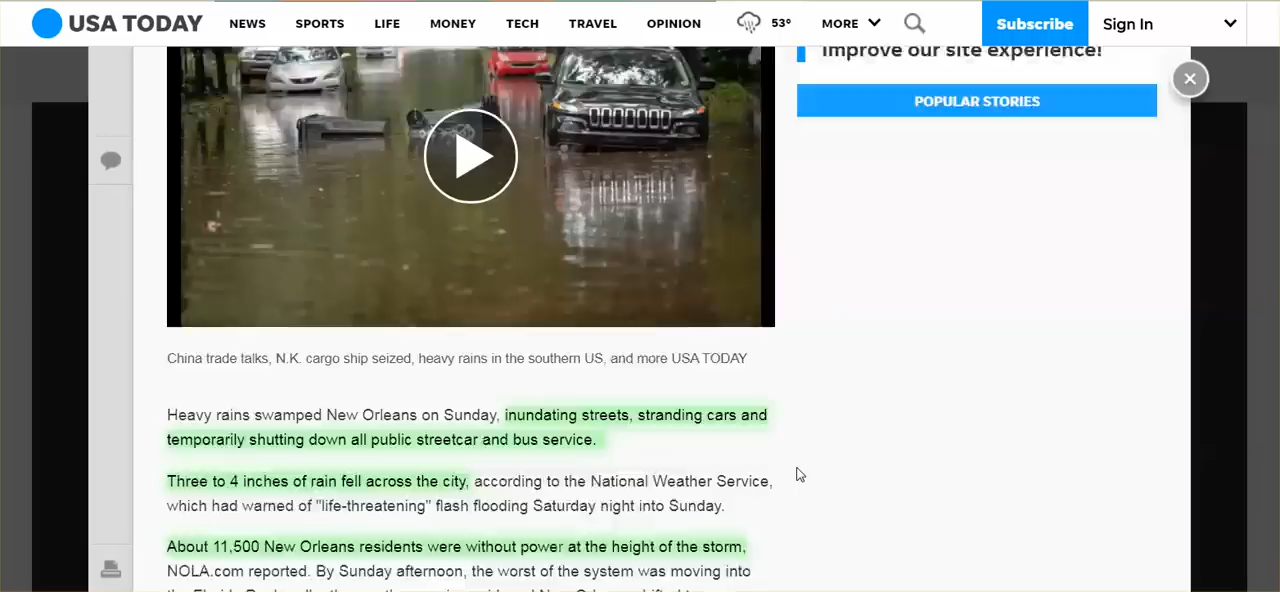 USA TODAY NEWS SPORTS LIFE MONEY TECH TRAVEL OPINION 53° MORE Subscribe Sign In
improve our site experience!
POPULAR STORIES
China trade talks, N.K. cargo ship seized, heavy rains in the southern US, and more USA TODAY
Heavy rains swamped New Orleans on Sunday, inundating streets, stranding cars and
temporarily shutting down all public streetcar and bus service.
Three to 4 inches of rain fell across the city, according to the National Weather Service,
which had warned of "life-threatening" flash flooding Saturday night into Sunday.
About 11,500 New Orleans residents were without power at the height of the storm,
NOLA.com reported. By Sunday afternoon, the worst of the system was moving into